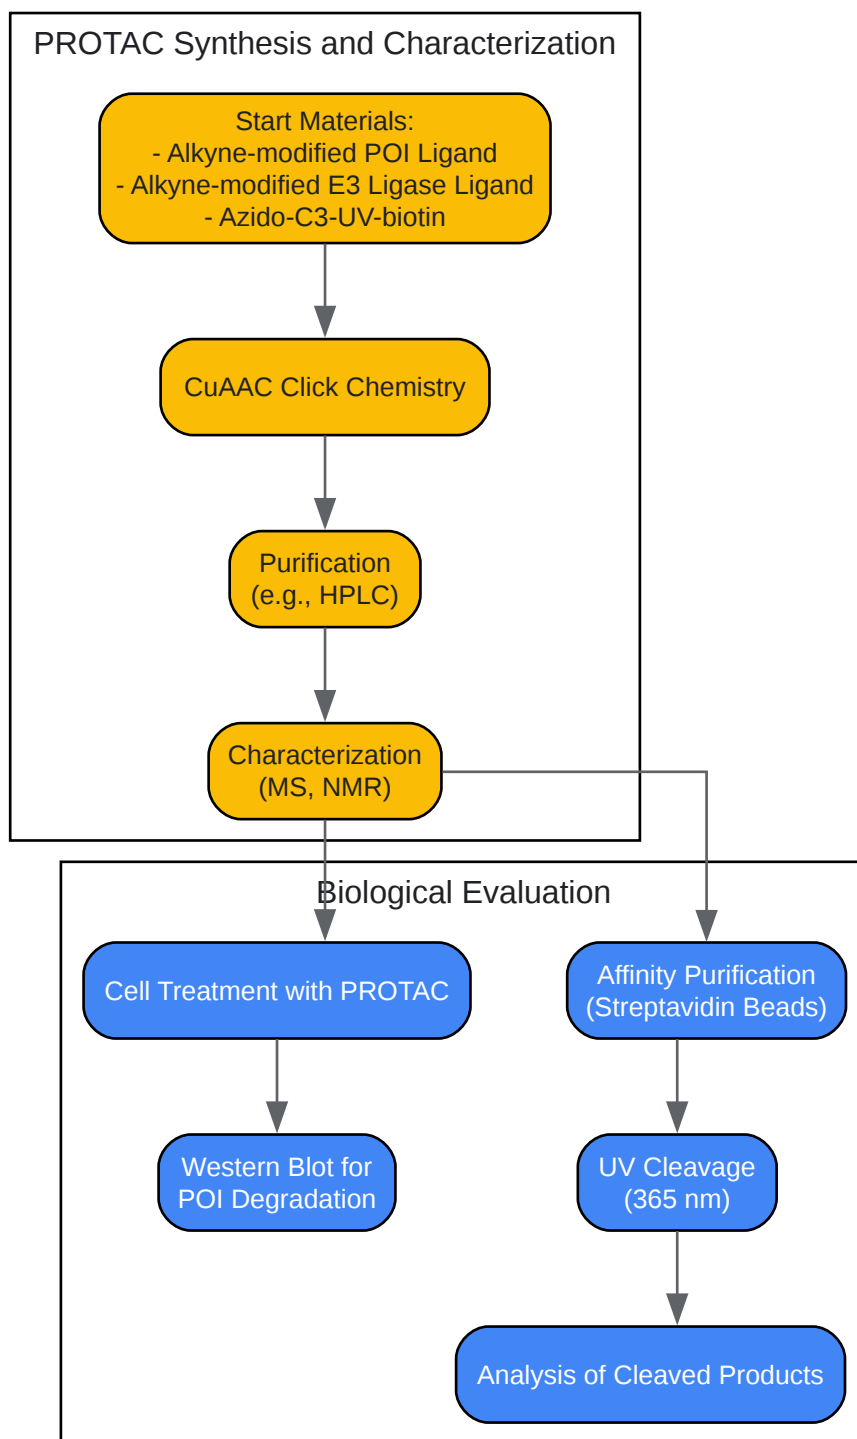 PROTAC Synthesis and Characterization
Start Materials:
- Alkyne-modified POI Ligand
- Alkyne-modified E3 Ligase Ligand
- Azido-C3-UV-biotin
CuAAC Click Chemistry
Purification
(e.g., HPLC)
Characterization
(MS, NMR)
Biological Evaluation
Cell Treatment with PROTAC
Affinity Purification
(Streptavidin Beads)
Western Blot for
POI Degradation
UV Cleavage
(365 nm)
Analysis of Cleaved Products